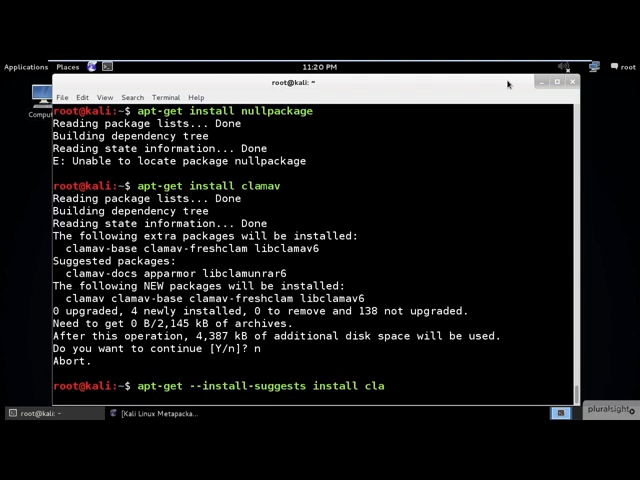 Applications Places 11:20 PM root
root@kali: ~
File Edit View Search Terminal Help
Comput
root@kali:~$ apt-get install nullpackage
Reading package lists... Done
Building dependency tree
Reading state information... Done
E: Unable to locate package nullpackage
root@kali:~$ apt-get install clamav
Reading package lists... Done
Building dependency tree
Reading state information... Done
The following extra packages will be installed:
clamav-base clamav-freshclam libclamav6
Suggested packages:
clamav-docs apparmor libclamunrar6
The following NEW packages will be installed:
clamav clamav-base clamav-freshclam libclamav6
0 upgraded, 4 newly installed, 0 to remove and 138 not upgraded.
Need to get 0 B/2,145 kB of archives.
After this operation, 4,387 kB of additional disk space will be used.
Do you want to continue [Y/n]? n
Abort.
root@kali:~$ apt-get --install-suggests install cla
root@kali: ~ [Kali Linux Metapacka...
pluralsight